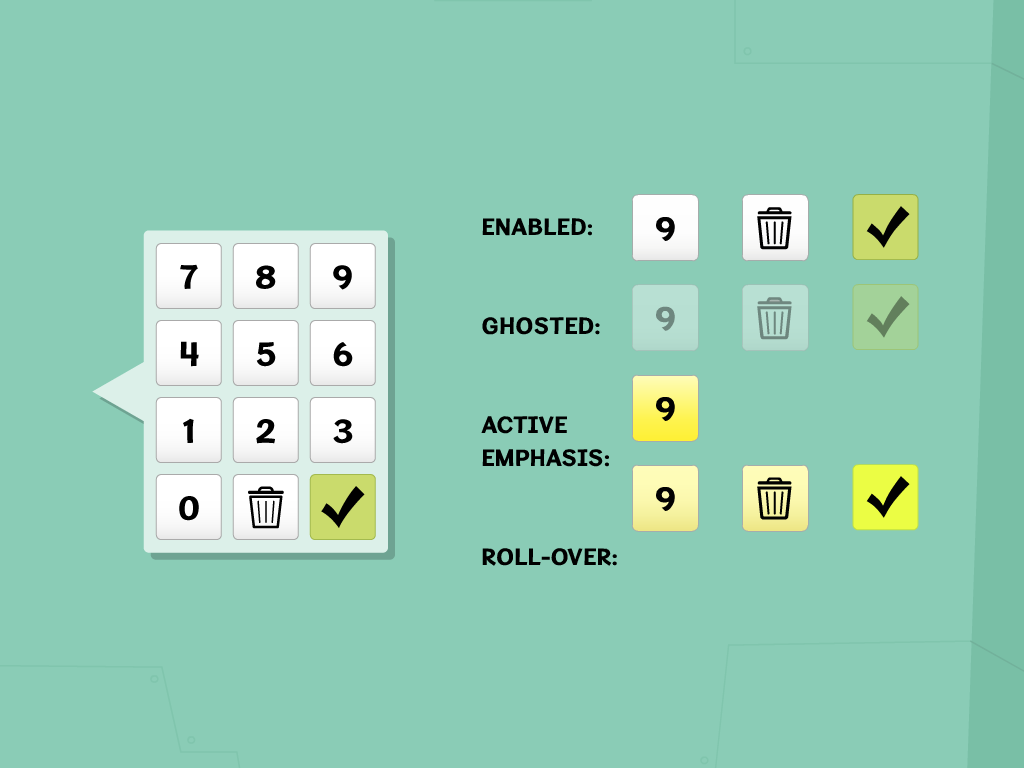 7 8 9
4 5 6
1 2 3
0
ENABLED: 9
GHOSTED: 9
ACTIVE
EMPHASIS: 9
ROLL-OVER: 9